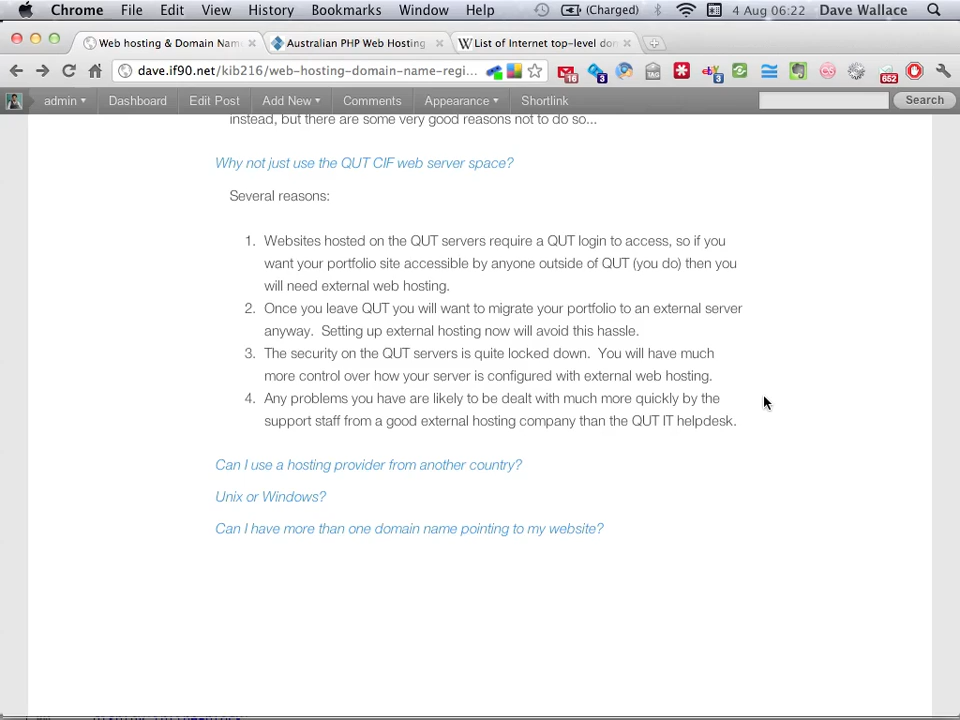 Chrome File Edit View History Bookmarks Window Help (Charged) 4 Aug 06:22 Dave Wallace
Web hosting & Domain Nam Australian PHP Web Hosting List of Internet top-level dom
dave.if90.net/kib216/web-hosting-domain-name-regi... 16 3 TAG 3 652
admin Dashboard Edit Post Add New Comments Appearance Shortlink Search
instead, but there are some very good reasons not to do so...
Why not just use the QUT CIF web server space?
Several reasons:
1. Websites hosted on the QUT servers require a QUT login to access, so if you
want your portfolio site accessible by anyone outside of QUT (you do) then you
will need external web hosting.
2. Once you leave QUT you will want to migrate your portfolio to an external server
anyway. Setting up external hosting now will avoid this hassle.
3. The security on the QUT servers is quite locked down. You will have much
more control over how your server is configured with external web hosting.
4. Any problems you have are likely to be dealt with much more quickly by the
support staff from a good external hosting company than the QUT IT helpdesk.
Can I use a hosting provider from another country?
Unix or Windows?
Can I have more than one domain name pointing to my website?